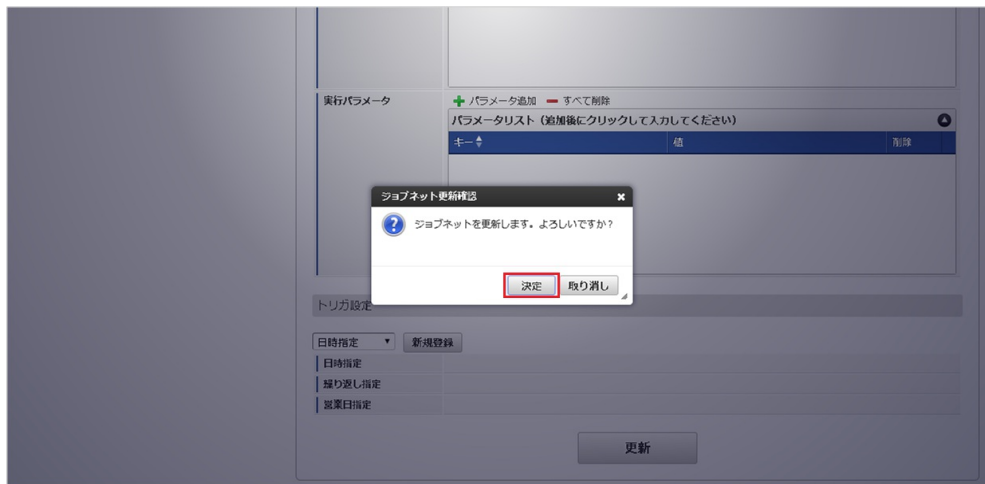 実行パラメータ
パラメータ追加 すべて削除
パラメータリスト（追加後にクリックして入力してください）
キー 値 削除
ジョブネット更新確認
ジョブネットを更新します。よろしいですか？
決定 取り消し
トリガ設定
日時指定 新規登録
日時指定
繰り返し指定
営業日指定
更新